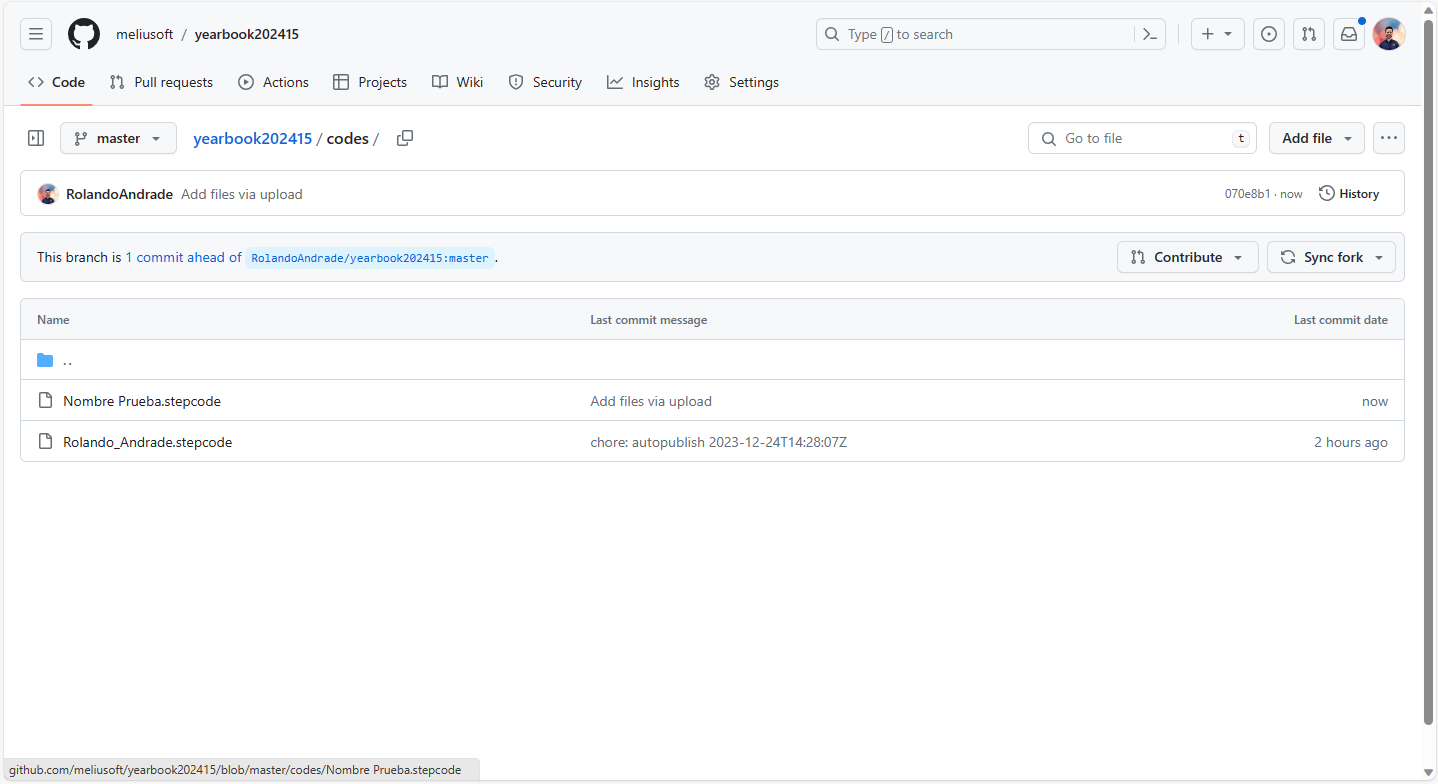 meliusoft / yearbook202415
Type / to search
Code
Pull requests
Actions
Projects
Wiki
Security
Insights
Settings
master
yearbook202415 / codes /
Go to file
t
Add file
RolandoAndrade Add files via upload
070e8b1 · now
History
This branch is 1 commit ahead of RolandoAndrade/yearbook202415:master.
Contribute
Sync fork
Name
Last commit message
Last commit date
..
Nombre Prueba.stepcode
Add files via upload
now
Rolando_Andrade.stepcode
chore: autopublish 2023-12-24T14:28:07Z
2 hours ago
github.com/meliusoft/yearbook202415/blob/master/codes/Nombre Prueba.stepcode